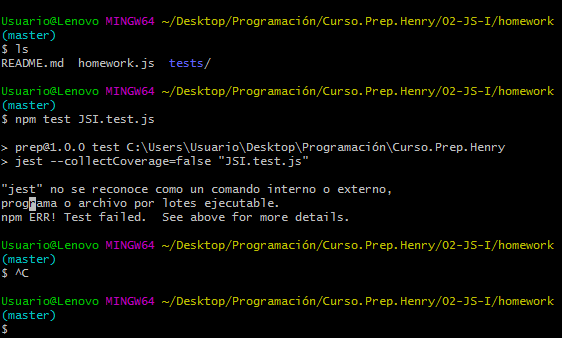 Usuario@Lenovo MINGW64 ~/Desktop/Programación/Curso.Prep.Henry/02-JS-I/homework
(master)
$ ls
README.md  homework.js  tests/
Usuario@Lenovo MINGW64 ~/Desktop/Programación/Curso.Prep.Henry/02-JS-I/homework
(master)
$ npm test JSI.test.js
> prep@1.0.0 test C:\Users\Usuario\Desktop\Programación\Curso.Prep.Henry
> jest --collectCoverage=false "JSI.test.js"
"jest" no se reconoce como un comando interno o externo,
programa o archivo por lotes ejecutable.
npm ERR! Test failed.  See above for more details.
Usuario@Lenovo MINGW64 ~/Desktop/Programación/Curso.Prep.Henry/02-JS-I/homework
(master)
$ ^C
Usuario@Lenovo MINGW64 ~/Desktop/Programación/Curso.Prep.Henry/02-JS-I/homework
(master)
$